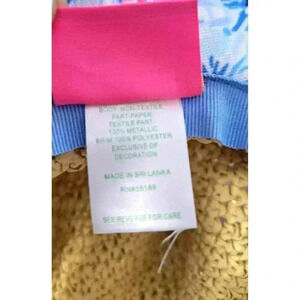 BODY: NON-TEXTILE
PART-PAPER
TEXTILE PART
100% METALLIC
BRIM 100% POLYESTER
EXCLUSIVE OF
DECORATION
MADE IN SRI LANKA
SEE REVERSE FOR CARE